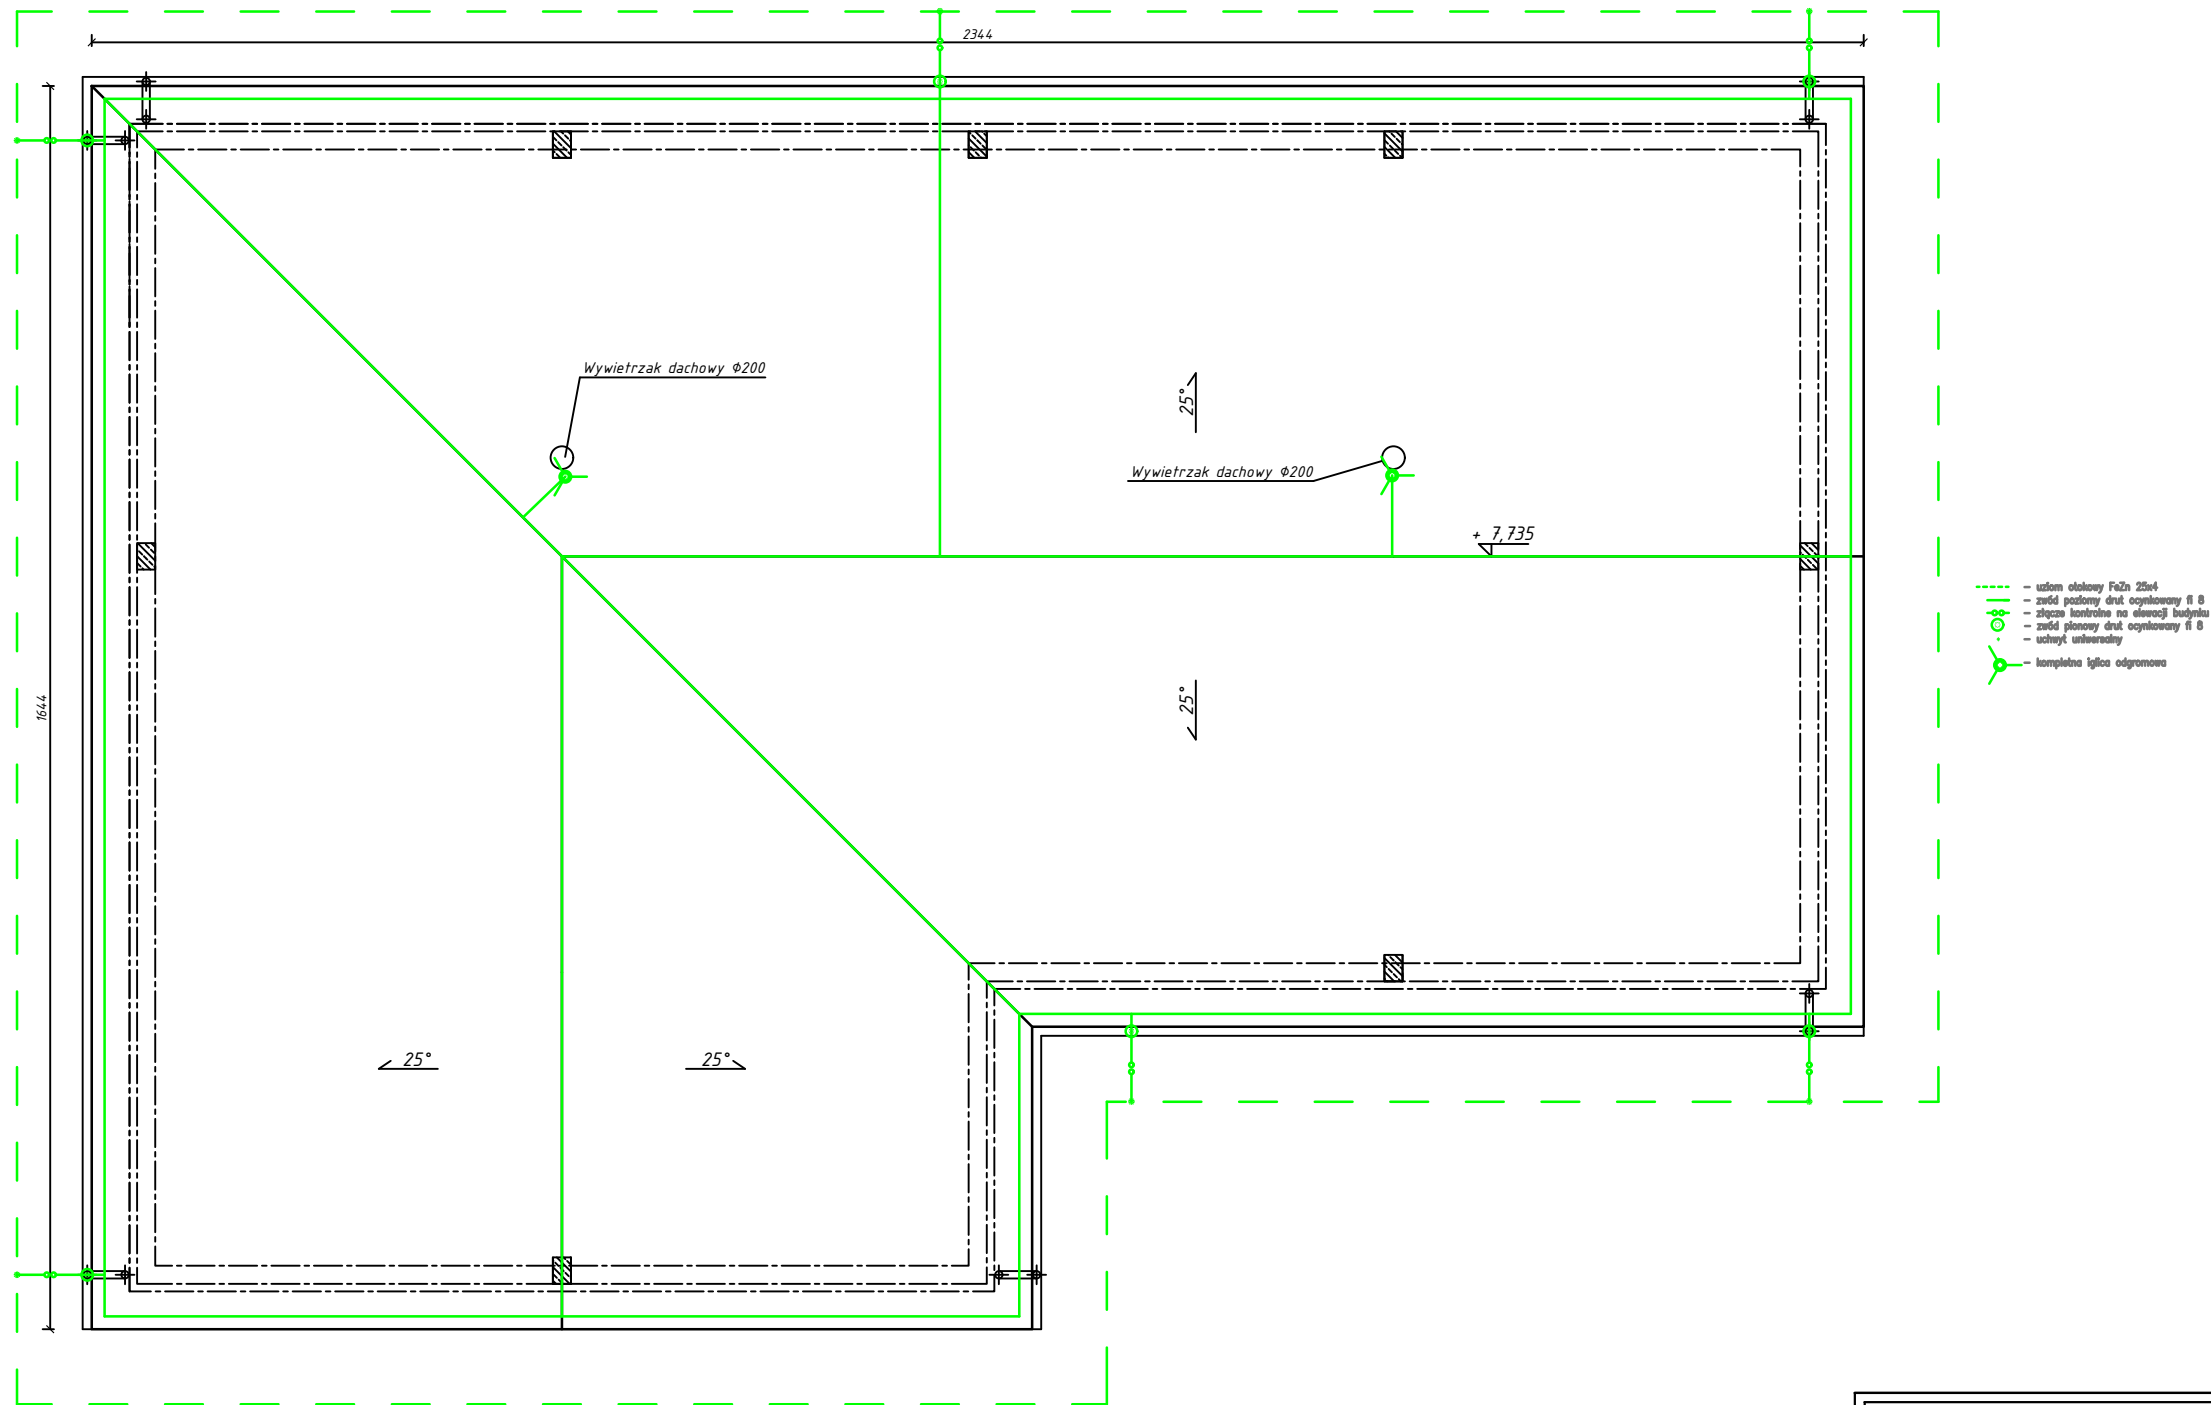 2344
Wywietrzak dachowy Φ200
25°
Wywietrzak dachowy Φ200
+ 7,735
- uziom otokowy FeZn 25x4
- zwód poziomy drut ocynkowany fi 8
- złącze kontrolne na elewacji budynku
- zwód pionowy drut ocynkowany fi 8
- uchwyt uniwersalny
- kompletna iglica odgromowa
1644
25°
25°
25°